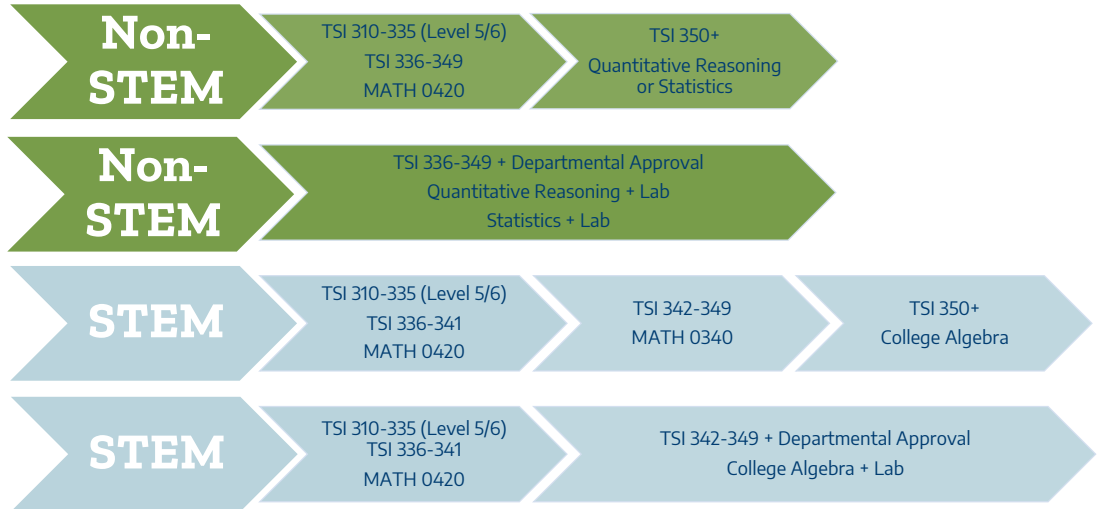 Non-
STEM
TSI 310-335 (Level 5/6)
TSI 336-349
MATH 0420
TSI 350+
Quantitative Reasoning
or Statistics
Non-
STEM
TSI 336-349 + Departmental Approval
Quantitative Reasoning + Lab
Statistics + Lab
STEM
TSI 310-335 (Level 5/6)
TSI 336-341
MATH 0420
TSI 342-349
MATH 0340
TSI 350+
College Algebra
STEM
TSI 310-335 (Level 5/6)
TSI 336-341
MATH 0420
TSI 342-349 + Departmental Approval
College Algebra + Lab